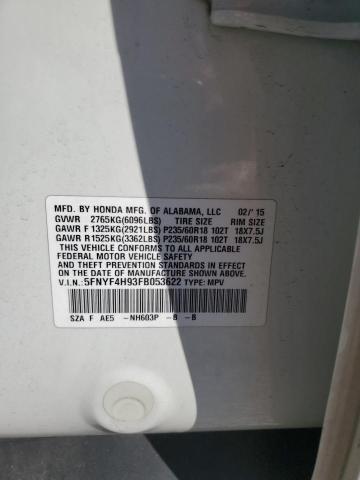 MFD. BY HONDA MFG. OF ALABAMA, LLC 02/'15
GVWR 2765KG(6096LBS) TIRE SIZE RIM SIZE
GAWR F 1325KG(2921LBS) P235/60R18 102T 18X7.5J
GAWR R1525KG(3362LBS) P235/60R18 102T 18X7.5J
THIS VEHICLE CONFORMS TO ALL APPLICABLE
FEDERAL MOTOR VEHICLE SAFETY AND THEFT
PREVENTION STANDARDS IN EFFECT ON THE DATE
OF MANUFACTURE SHOWN ABOVE.
V.I.N.: 5FNYF4H93FB053622 TYPE: MPV
SZA F AE5 -NH603P -B -B